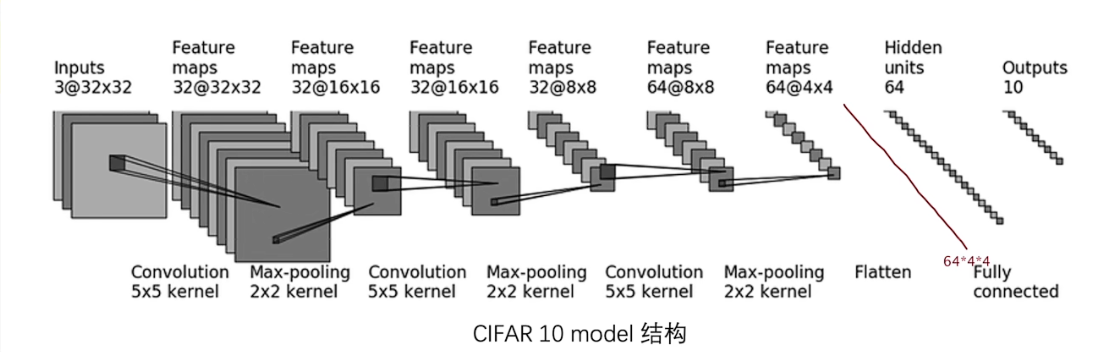 Inputs
3@32x32
Feature
maps
32@32x32
Feature
maps
32@16x16
Feature
maps
32@16x16
Feature
maps
32@8x8
Feature
maps
64@8x8
Feature
maps
64@4x4
Hidden
units
64
Outputs
10
64*4*4
Convolution
5x5 kernel
Max-pooling
2x2 kernel
Convolution
5x5 kernel
Max-pooling
2x2 kernel
Convolution
5x5 kernel
Max-pooling
2x2 kernel
Flatten
Fully
connected
CIFAR 10 model 结构